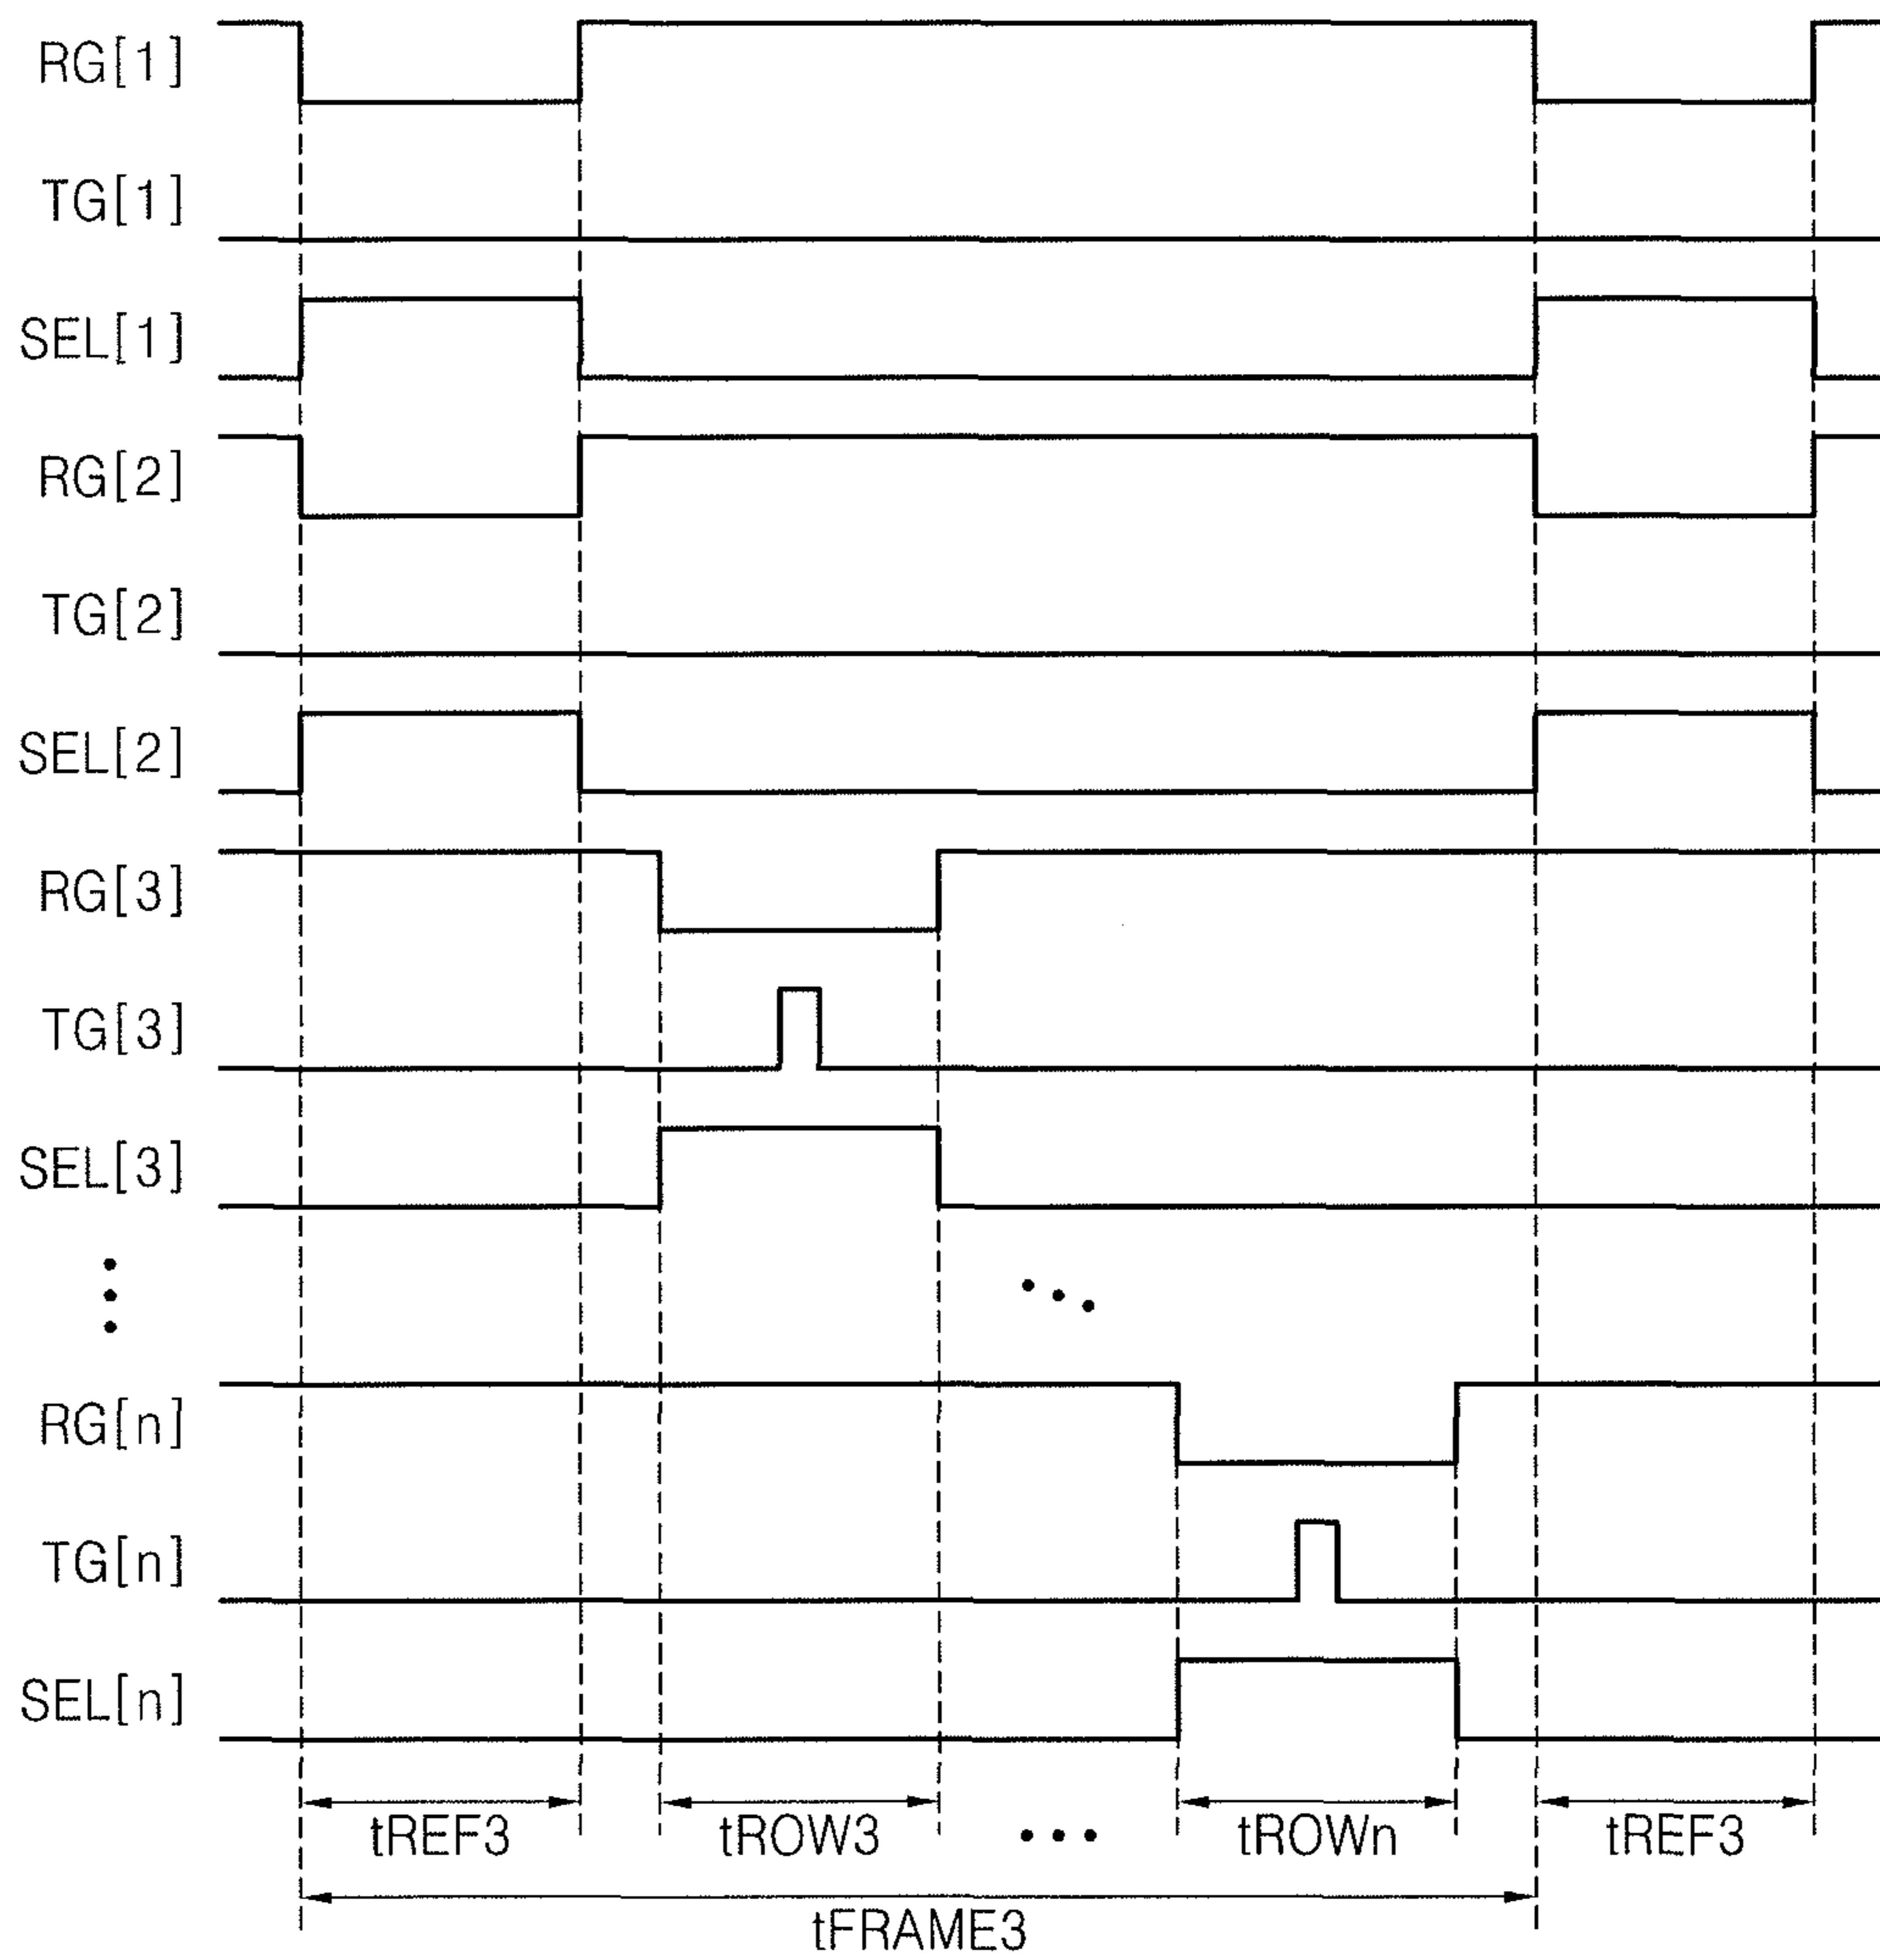 RG[1]
TG[1]
SEL[1]
RG[2]
TG[2]
SEL[2]
RG[3]
TG[3]
SEL[3]
RG[n]
TG[n]
SEL[n]
tREF3 tROW3 tROWn tREF3
tFRAME3